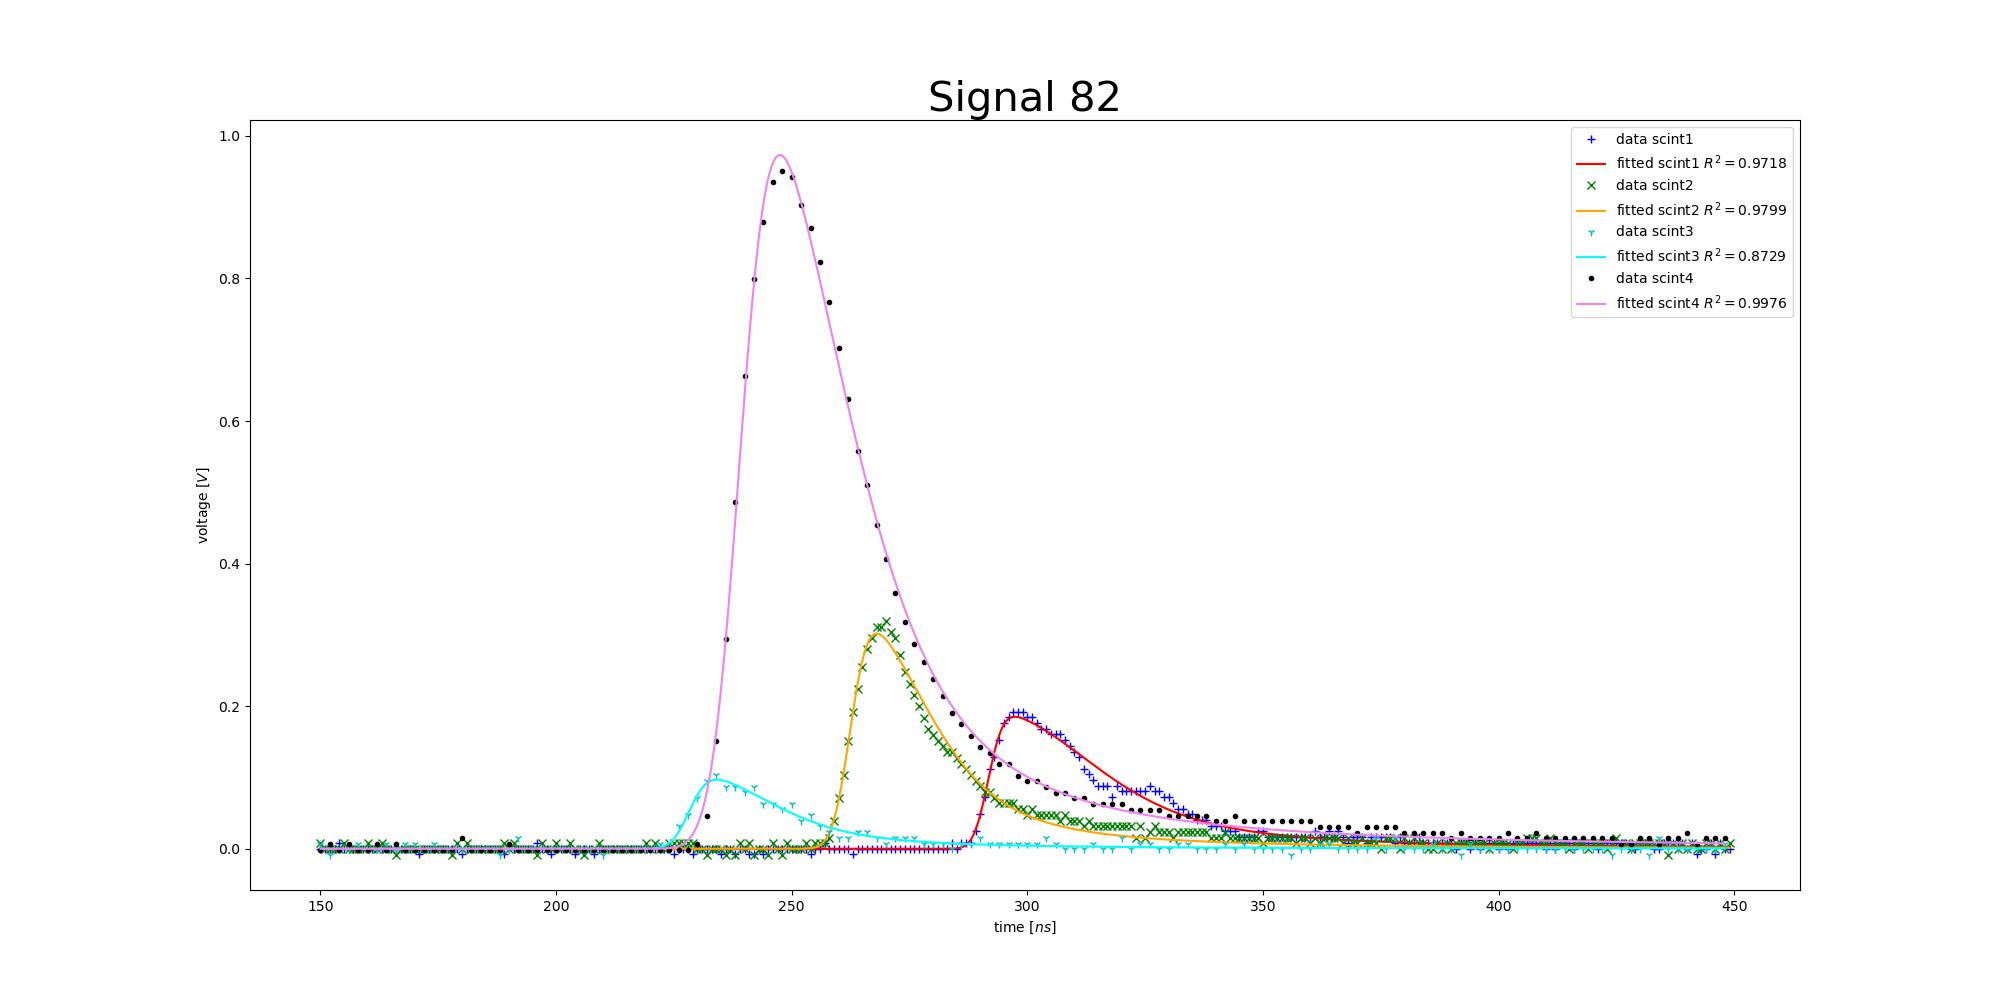 Signal 82
1.0
0.8
0.6
0.4
0.2
0.0
voltage [V]
150
200
250
300
350
400
450
time [ns]
data scint1
fitted scint1 R² = 0.9718
data scint2
fitted scint2 R² = 0.9799
data scint3
fitted scint3 R² = 0.8729
data scint4
fitted scint4 R² = 0.9976